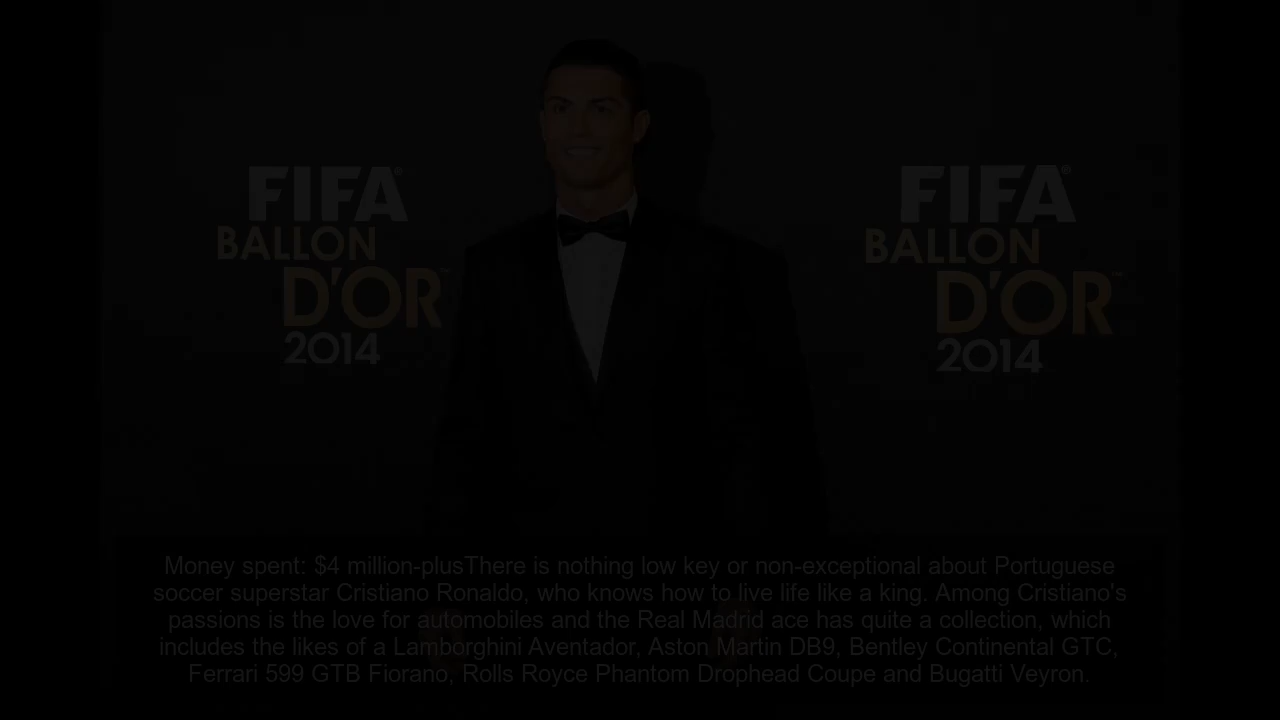 FIFA®
BALLON
D'OR™
2014
FIFA®
BALLON
D'OR™
2014
Money spent: $4 million-plusThere is nothing low key or non-exceptional about Portuguese
soccer superstar Cristiano Ronaldo, who knows how to live life like a king. Among Cristiano's
passions is the love for automobiles and the Real Madrid ace has quite a collection, which
includes the likes of a Lamborghini Aventador, Aston Martin DB9, Bentley Continental GTC,
Ferrari 599 GTB Fiorano, Rolls Royce Phantom Drophead Coupe and Bugatti Veyron.